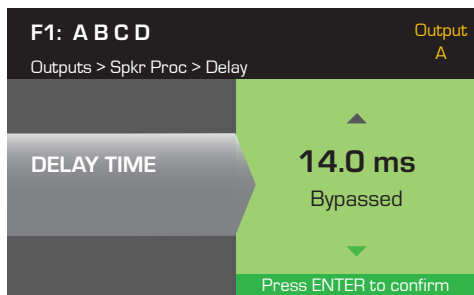 F1: A B C D
Output
A
Outputs > Spkr Proc > Delay
DELAY TIME
14.0 ms
Bypassed
Press ENTER to confirm